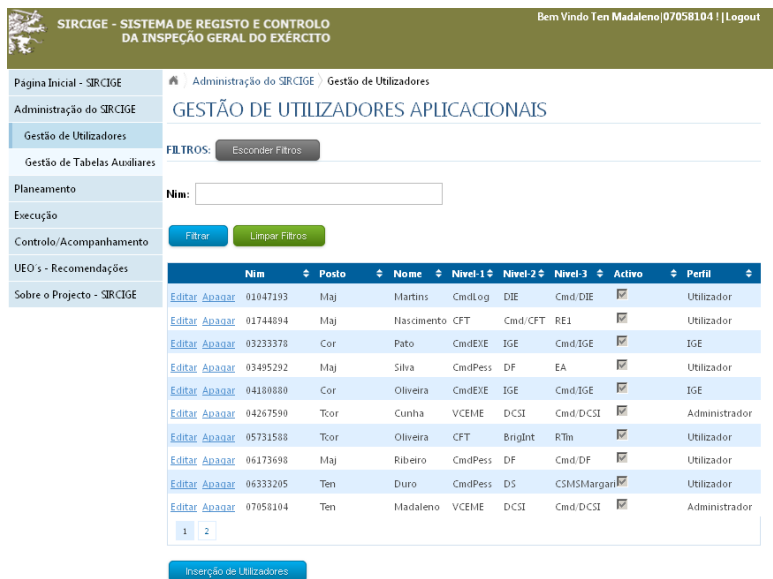 SIRCIGE - SISTEMA DE REGISTO E CONTROLO
DA INSPEÇÃO GERAL DO EXÉRCITO
Bem Vindo Ten Madaleno|07058104 ! | Logout
Página Inicial - SIRCIGE
Administração do SIRCIGE
Gestão de Utilizadores
Gestão de Tabelas Auxiliares
Planeamento
Execução
Controlo/Acompanhamento
UEO´s - Recomendações
Sobre o Projecto - SIRCIGE
Administração do SIRCIGE Gestão de Utilizadores
GESTÃO DE UTILIZADORES APLICACIONAIS
FILTROS: Esconder Filtros
Nim:
Filtrar Limpar Filtros
Nim Posto Nome Nivel-1 Nivel-2 Nivel-3 Activo Perfil
Editar Apagar 01047193 Maj Martins CmdLog DIE Cmd/DIE Utilizador
Editar Apagar 01744894 Maj Nascimento CFT Cmd/CFT RE1 Utilizador
Editar Apagar 03233378 Cor Pato CmdEXE IGE Cmd/IGE IGE
Editar Apagar 03495292 Maj Silva CmdPess DF EA Utilizador
Editar Apagar 04180880 Cor Oliveira CmdEXE IGE Cmd/IGE IGE
Editar Apagar 04267590 Tcor Cunha VCEME DCSI Cmd/DCSI Administrador
Editar Apagar 05731588 Tcor Oliveira CFT BrigInt RTm Utilizador
Editar Apagar 06173698 Maj Ribeiro CmdPess DF Cmd/DF Utilizador
Editar Apagar 06333205 Ten Duro CmdPess DS CSMSMargari Utilizador
Editar Apagar 07058104 Ten Madaleno VCEME DCSI Cmd/DCSI Administrador
1 2
Inserção de Utilizadores